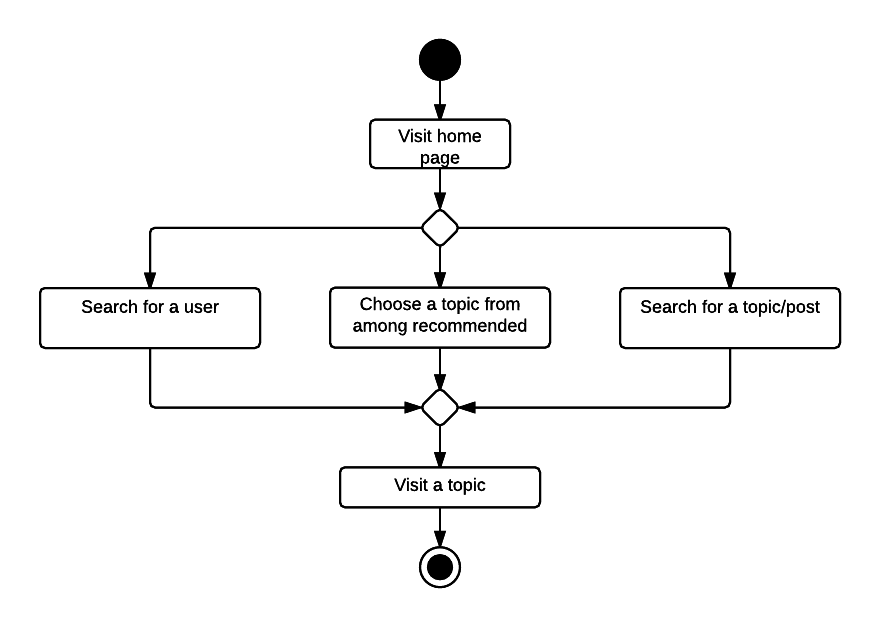 Visit home
page
Search for a user
Choose a topic from
among recommended
Search for a topic/post
Visit a topic